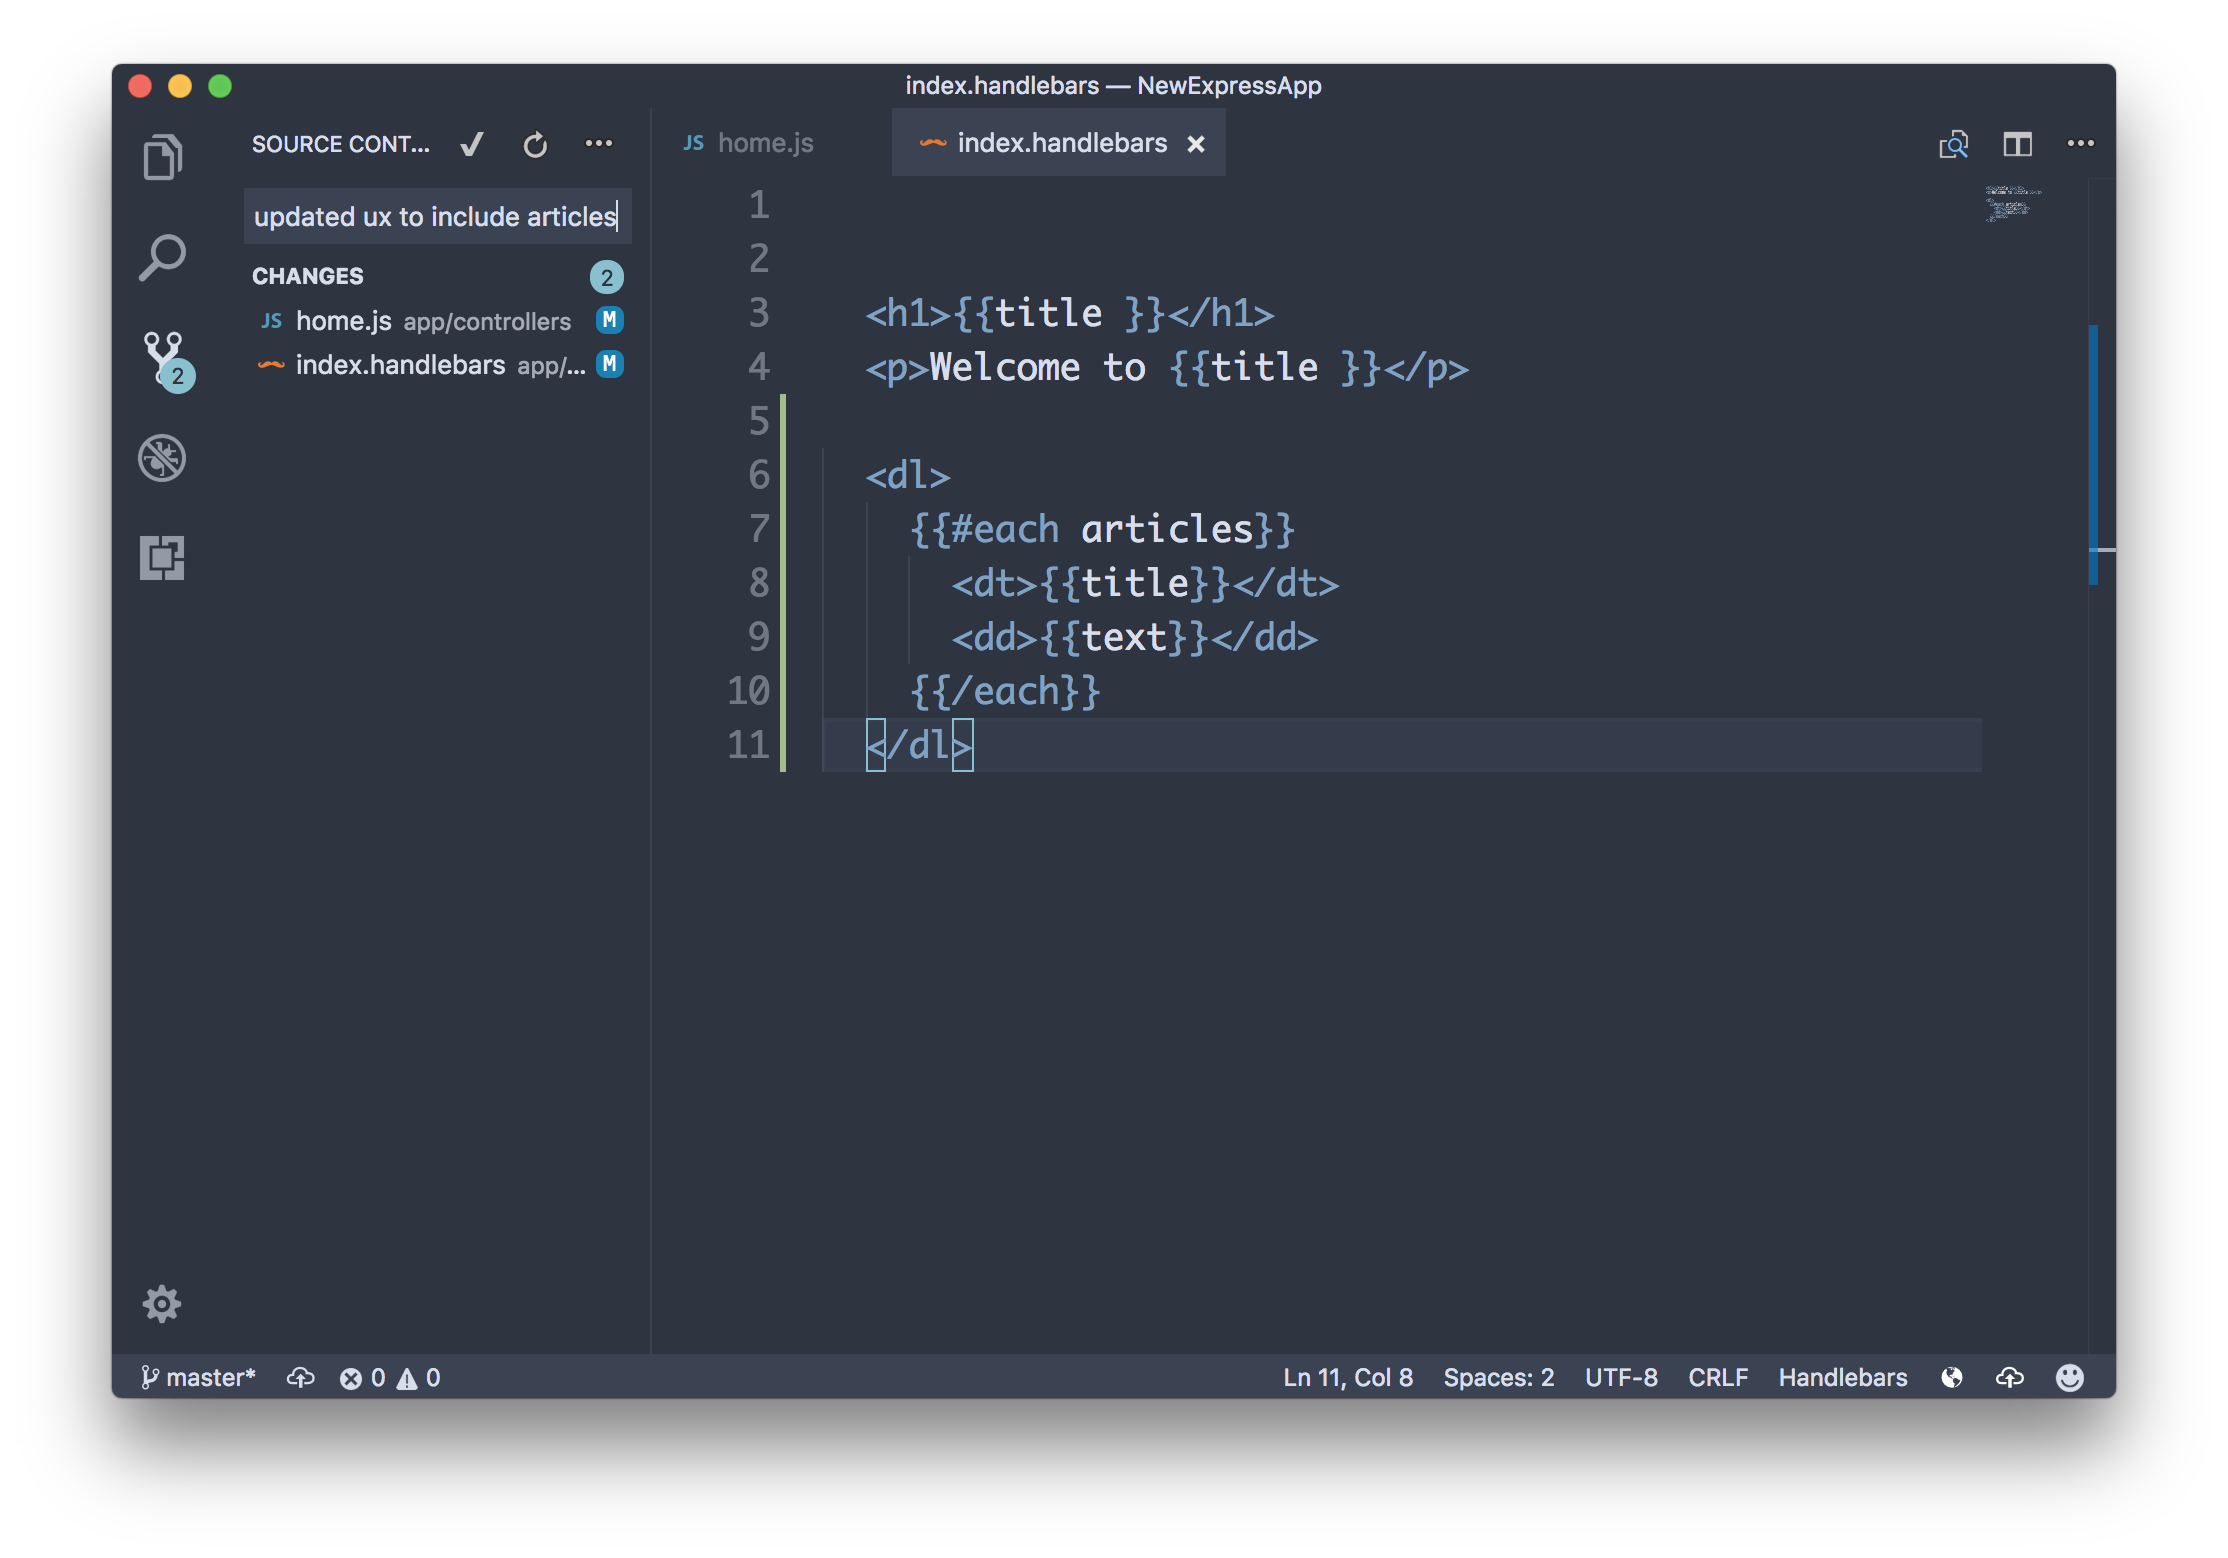 index.handlebars — NewExpressApp
SOURCE CONT...
updated ux to include articles
CHANGES 2
JS home.js app/controllers M
index.handlebars app/... M
2
JS home.js
index.handlebars
1
2
3 <h1>{{title }}</h1>
4 <p>Welcome to {{title }}</p>
5
6 <dl>
7 {{#each articles}}
8 <dt>{{title}}</dt>
9 <dd>{{text}}</dd>
10 {{/each}}
11 </dl>
master* 0 0 Ln 11, Col 8 Spaces: 2 UTF-8 CRLF Handlebars